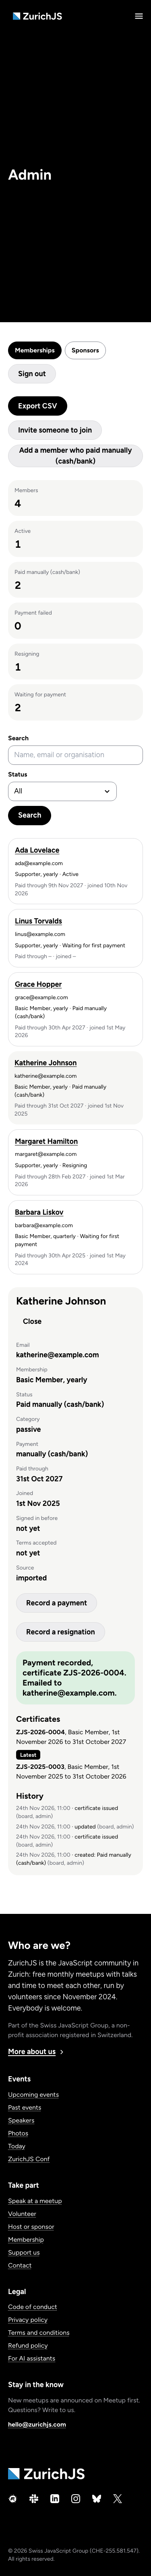 ZurichJS
Admin
Memberships
Sponsors
Sign out
Export CSV
Invite someone to join
Add a member who paid manually
(cash/bank)
Members
4
Active
1
Paid manually (cash/bank)
2
Payment failed
0
Resigning
1
Waiting for payment
2
Search
Name, email or organisation
Status
All
Search
Ada Lovelace
ada@example.com
Supporter, yearly · Active
Paid through 9th Nov 2027 · joined 10th Nov
2026
Linus Torvalds
linus@example.com
Supporter, yearly · Waiting for first payment
Paid through – · joined –
Grace Hopper
grace@example.com
Basic Member, yearly · Paid manually
(cash/bank)
Paid through 30th Apr 2027 · joined 1st May
2026
Katherine Johnson
katherine@example.com
Basic Member, yearly · Paid manually
(cash/bank)
Paid through 31st Oct 2027 · joined 1st Nov
2025
Margaret Hamilton
margaret@example.com
Supporter, yearly · Resigning
Paid through 28th Feb 2027 · joined 1st Mar
2026
Barbara Liskov
barbara@example.com
Basic Member, quarterly · Waiting for first
payment
Paid through 30th Apr 2025 · joined 1st May
2024
Katherine Johnson
Close
Email
katherine@example.com
Membership
Basic Member, yearly
Status
Paid manually (cash/bank)
Category
passive
Payment
manually (cash/bank)
Paid through
31st Oct 2027
Joined
1st Nov 2025
Signed in before
not yet
Terms accepted
not yet
Source
imported
Record a payment
Record a resignation
Payment recorded,
certificate ZJS-2026-0004.
Emailed to
katherine@example.com.
Certificates
ZJS-2026-0004, Basic Member, 1st
November 2026 to 31st October 2027
Latest
ZJS-2025-0003, Basic Member, 1st
November 2025 to 31st October 2026
History
24th Nov 2026, 11:00 · certificate issued
(board, admin)
24th Nov 2026, 11:00 · updated (board, admin)
24th Nov 2026, 11:00 · certificate issued
(board, admin)
24th Nov 2026, 11:00 · created: Paid manually
(cash/bank) (board, admin)
Who are we?
ZurichJS is the JavaScript community in
Zurich: free monthly meetups with talks
and time to meet each other, run by
volunteers since November 2024.
Everybody is welcome.
Part of the Swiss JavaScript Group, a non-
profit association registered in Switzerland.
More about us
Events
Upcoming events
Past events
Speakers
Photos
Today
ZurichJS Conf
Take part
Speak at a meetup
Volunteer
Host or sponsor
Membership
Support us
Contact
Legal
Code of conduct
Privacy policy
Terms and conditions
Refund policy
For AI assistants
Stay in the know
New meetups are announced on Meetup first.
Questions? Write to us.
hello@zurichjs.com
ZurichJS
© 2026 Swiss JavaScript Group (CHE-255.581.547).
All rights reserved.